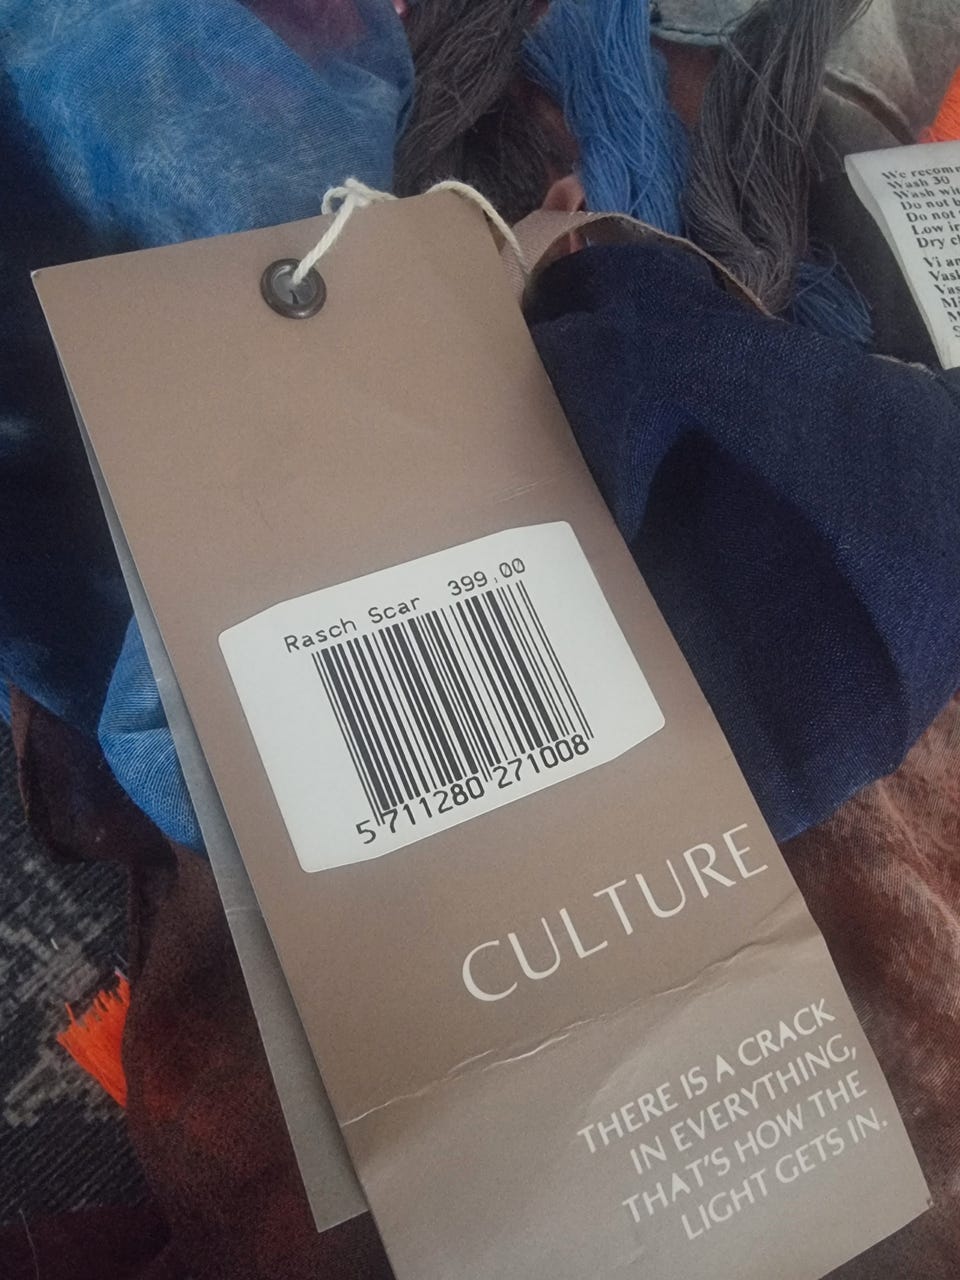 Rasch Scar 399,00
5 711280 271008
CULTURE
THERE IS A CRACK
IN EVERYTHING,
THAT'S HOW THE
LIGHT GETS IN.
We recom
Wash 30
Wash wit
Do not b
Do not
Low ir
Dry cl
Vi an
Vask
Vas